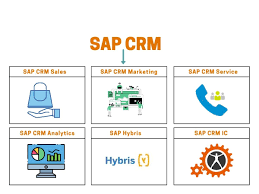 SAP CRM
SAP CRM Sales
SAP CRM Marketing
SAP CRM Service
SAP CRM Analytics
SAP Hybris
SAP CRM IC
Hybris (Y)